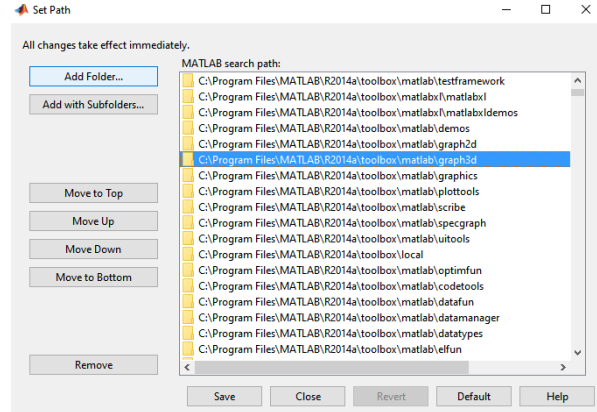 Set Path
All changes take effect immediately.
MATLAB search path:
Add Folder...
Add with Subfolders...
Move to Top
Move Up
Move Down
Move to Bottom
Remove
C:\Program Files\MATLAB\R2014a\toolbox\matlab\testframework
C:\Program Files\MATLAB\R2014a\toolbox\matlabxl\matlabxl
C:\Program Files\MATLAB\R2014a\toolbox\matlabxl\matlabxldemos
C:\Program Files\MATLAB\R2014a\toolbox\matlab\demos
C:\Program Files\MATLAB\R2014a\toolbox\matlab\graph2d
C:\Program Files\MATLAB\R2014a\toolbox\matlab\graph3d
C:\Program Files\MATLAB\R2014a\toolbox\matlab\graphics
C:\Program Files\MATLAB\R2014a\toolbox\matlab\plottools
C:\Program Files\MATLAB\R2014a\toolbox\matlab\scribe
C:\Program Files\MATLAB\R2014a\toolbox\matlab\specgraph
C:\Program Files\MATLAB\R2014a\toolbox\matlab\uitools
C:\Program Files\MATLAB\R2014a\toolbox\local
C:\Program Files\MATLAB\R2014a\toolbox\matlab\optimfun
C:\Program Files\MATLAB\R2014a\toolbox\matlab\codetools
C:\Program Files\MATLAB\R2014a\toolbox\matlab\datafun
C:\Program Files\MATLAB\R2014a\toolbox\matlab\datamanager
C:\Program Files\MATLAB\R2014a\toolbox\matlab\datatypes
C:\Program Files\MATLAB\R2014a\toolbox\matlab\elfun
Save Close Revert Default Help